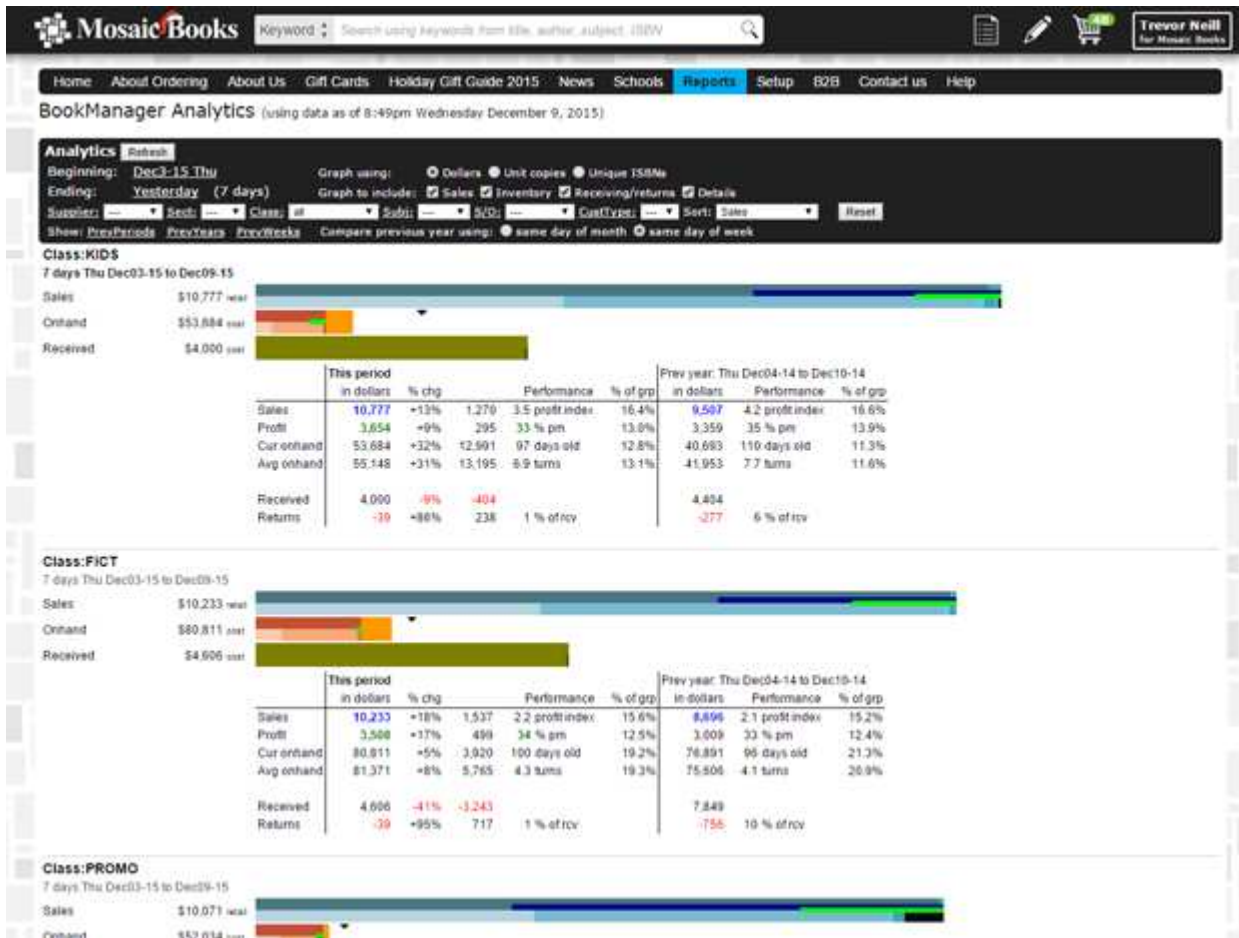 Mosaic Books Keyword Search using keywords from title, author, subject, ISBN Trevor Neill
for Mosaic Books
Home About Ordering About Us Gift Cards Holiday Gift Guide 2015 News Schools Reports Setup B2B Contact us Help
BookManager Analytics (using data as of 8:49pm Wednesday December 9, 2015)
Analytics Refresh
Beginning: Dec3-15 Thu Graph using: Dollars Unit copies Unique ISBNs
Ending: Yesterday (7 days) Graph to include: Sales Inventory Receiving/returns Details
Supplier: --- Sect: --- Class: all Subj: --- S/D: --- CustType: --- Sort: Sales Reset
Show: PrevPeriods PrevYears PrevWeeks Compare previous year using: same day of month same day of week
Class:KIDS
7 days Thu Dec03-15 to Dec09-15
Sales $10,777 retail
Onhand $53,684 cost
Received $4,000 cost
This period Prev year: Thu Dec04-14 to Dec10-14
in dollars % chg Performance % of grp in dollars Performance % of grp
Sales 10,777 +13% 1,270 3.5 profit index 16.4% 9,507 4.2 profit index 16.6%
Profit 3,654 +9% 295 33 % pm 13.0% 3,359 35 % pm 13.9%
Cur onhand 53,684 +32% 12,991 97 days old 12.8% 40,693 110 days old 11.3%
Avg onhand 55,148 +31% 13,195 6.9 turns 13.1% 41,953 7.7 turns 11.6%
Received 4,000 -9% -404 4,404
Returns -39 +86% 238 1 % of rcv -277 6 % of rcv
Class:FICT
7 days Thu Dec03-15 to Dec09-15
Sales $10,233 retail
Onhand $80,811 cost
Received $4,606 cost
This period Prev year: Thu Dec04-14 to Dec10-14
in dollars % chg Performance % of grp in dollars Performance % of grp
Sales 10,233 +18% 1,537 2.2 profit index 15.6% 8,696 2.1 profit index 15.2%
Profit 3,508 +17% 499 34 % pm 12.5% 3,009 33 % pm 12.4%
Cur onhand 80,811 +5% 3,920 100 days old 19.2% 76,891 96 days old 21.3%
Avg onhand 81,371 +8% 5,765 4.3 turns 19.3% 75,606 4.1 turns 20.9%
Received 4,606 -41% -3,243 7,849
Returns -39 +95% 717 1 % of rcv -756 10 % of rcv
Class:PROMO
7 days Thu Dec03-15 to Dec09-15
Sales $10,071 retail
Onhand $52,034 cost